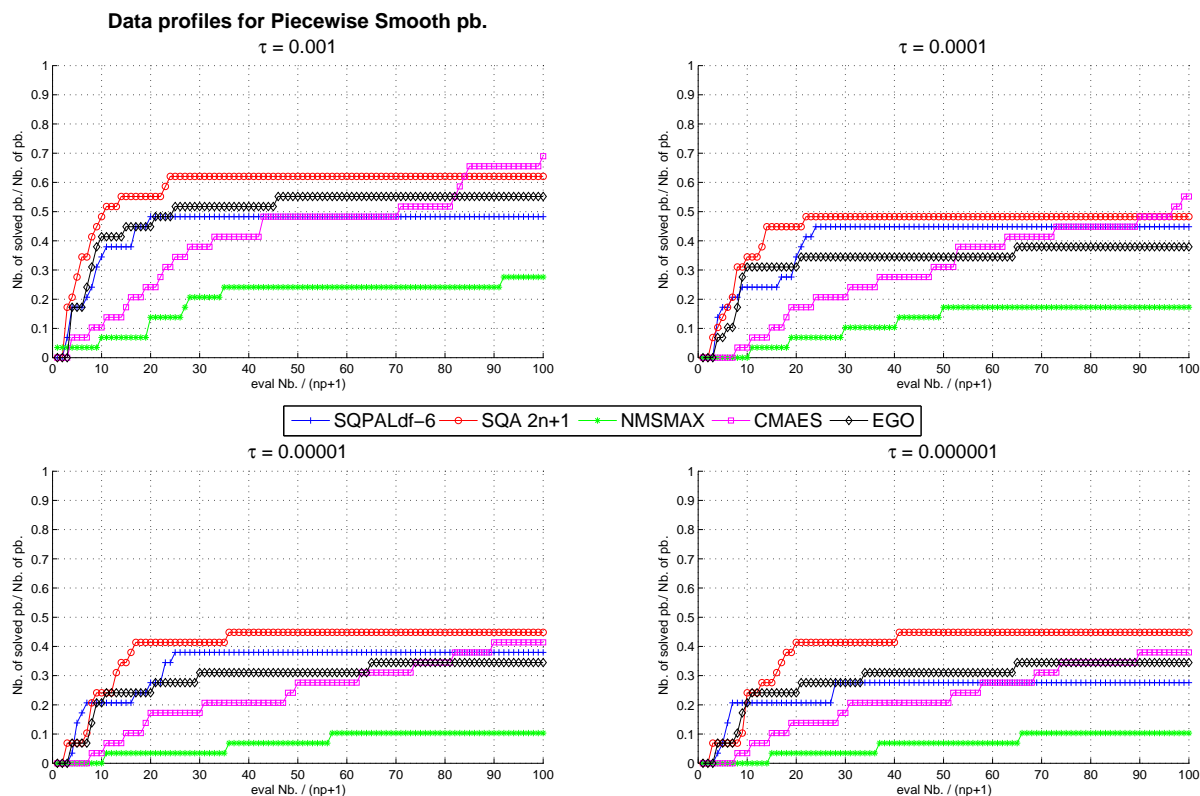 Data profiles for Piecewise Smooth pb.
τ = 0.001
1
0.9
0.8
0.7
0.6
0.5
0.4
0.3
0.2
0.1
0
Nb. of solved pb./ Nb. of pb.
0 10 20 30 40 50 60 70 80 90 100
eval Nb. / (np+1)
τ = 0.0001
1
0.9
0.8
0.7
0.6
0.5
0.4
0.3
0.2
0.1
0
Nb. of solved pb./ Nb. of pb.
0 10 20 30 40 50 60 70 80 90 100
eval Nb. / (np+1)
SQPALdf−6 SQA 2n+1 NMSMAX CMAES EGO
τ = 0.00001
1
0.9
0.8
0.7
0.6
0.5
0.4
0.3
0.2
0.1
0
Nb. of solved pb./ Nb. of pb.
0 10 20 30 40 50 60 70 80 90 100
eval Nb. / (np+1)
τ = 0.000001
1
0.9
0.8
0.7
0.6
0.5
0.4
0.3
0.2
0.1
0
Nb. of solved pb./ Nb. of pb.
0 10 20 30 40 50 60 70 80 90 100
eval Nb. / (np+1)